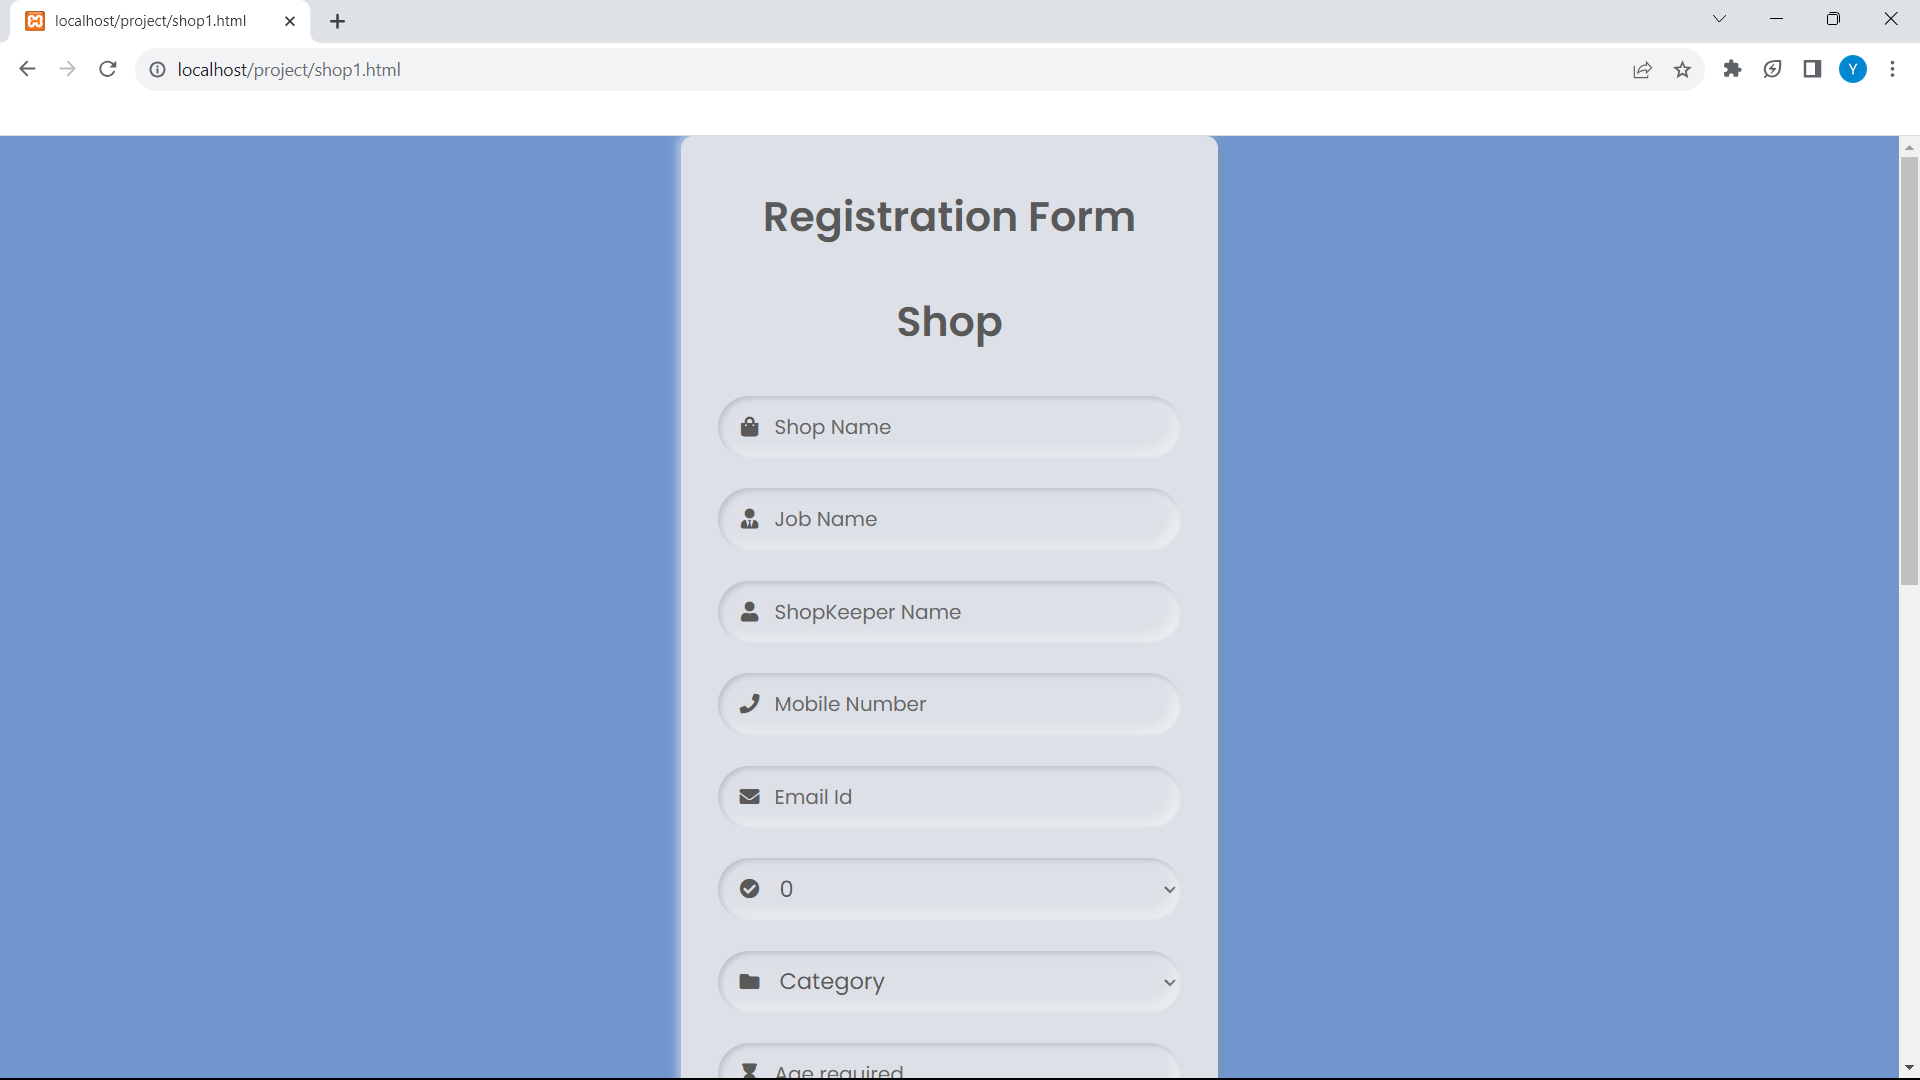 localhost/project/shop1.html
localhost/project/shop1.html
Y
Registration Form
Shop
Shop Name
Job Name
ShopKeeper Name
Mobile Number
Email Id
0
Category
Age required